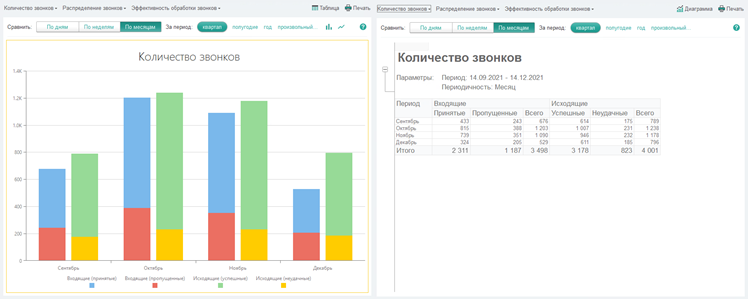 Количество звонков Распределение звонков Эффективность обработки звонков Таблица Печать
Сравнить: По дням По неделям По месяцам За период: квартал полугодие год произвольный... ?
Количество звонков
1,4K
1,2K
1,0K
800
600
400
200
0
Сентябрь Октябрь Ноябрь Декабрь
Входящие (принятые) Входящие (пропущенные) Исходящие (успешные) Исходящие (неудачные)
Количество звонков Распределение звонков Эффективность обработки звонков Диаграмма Печать
Сравнить: По дням По неделям По месяцам За период: квартал полугодие год произвольный... ?
Количество звонков
Параметры: Период: 14.09.2021 - 14.12.2021
Периодичность: Месяц
Период Входящие Исходящие
Принятые Пропущенные Всего Успешные Неудачные Всего
Сентябрь 433 243 676 614 175 789
Октябрь 815 388 1 203 1 007 231 1 238
Ноябрь 739 351 1 090 946 232 1 178
Декабрь 324 205 529 611 185 796
Итого 2 311 1 187 3 498 3 178 823 4 001